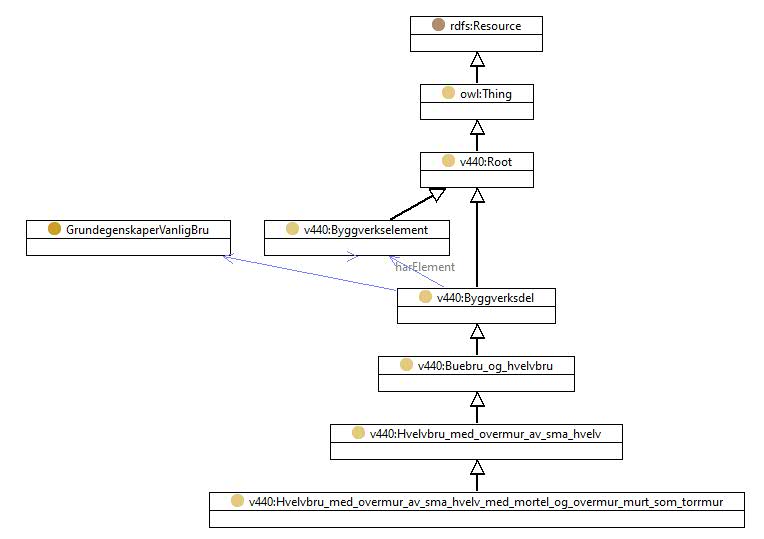 rdfs:Resource
owl:Thing
v440:Root
GrundegenskaperVanligBru
v440:Byggverkselement
harElement
v440:Byggverksdel
v440:Buebru_og_hvelvbru
v440:Hvelvbru_med_overmur_av_sma_hvelv
v440:Hvelvbru_med_overmur_av_sma_hvelv_med_mortel_og_overmur_murt_som_torrmur